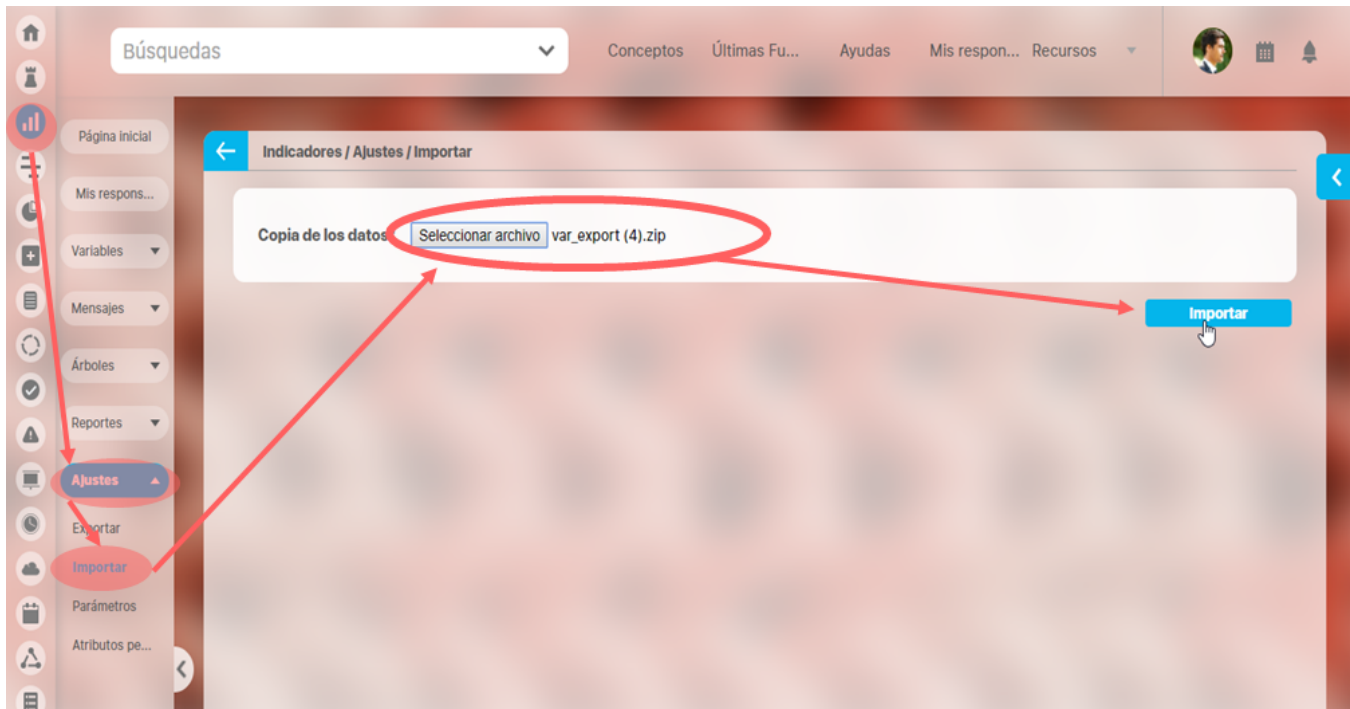 Búsquedas
Conceptos Últimas Fu... Ayudas Mis respon... Recursos
Página inicial
Mis respons...
Variables
Mensajes
Árboles
Reportes
Ajustes
Exportar
Importar
Parámetros
Atributos pe...
Indicadores / Ajustes / Importar
Copia de los datos Seleccionar archivo var_export (4).zip
Importar